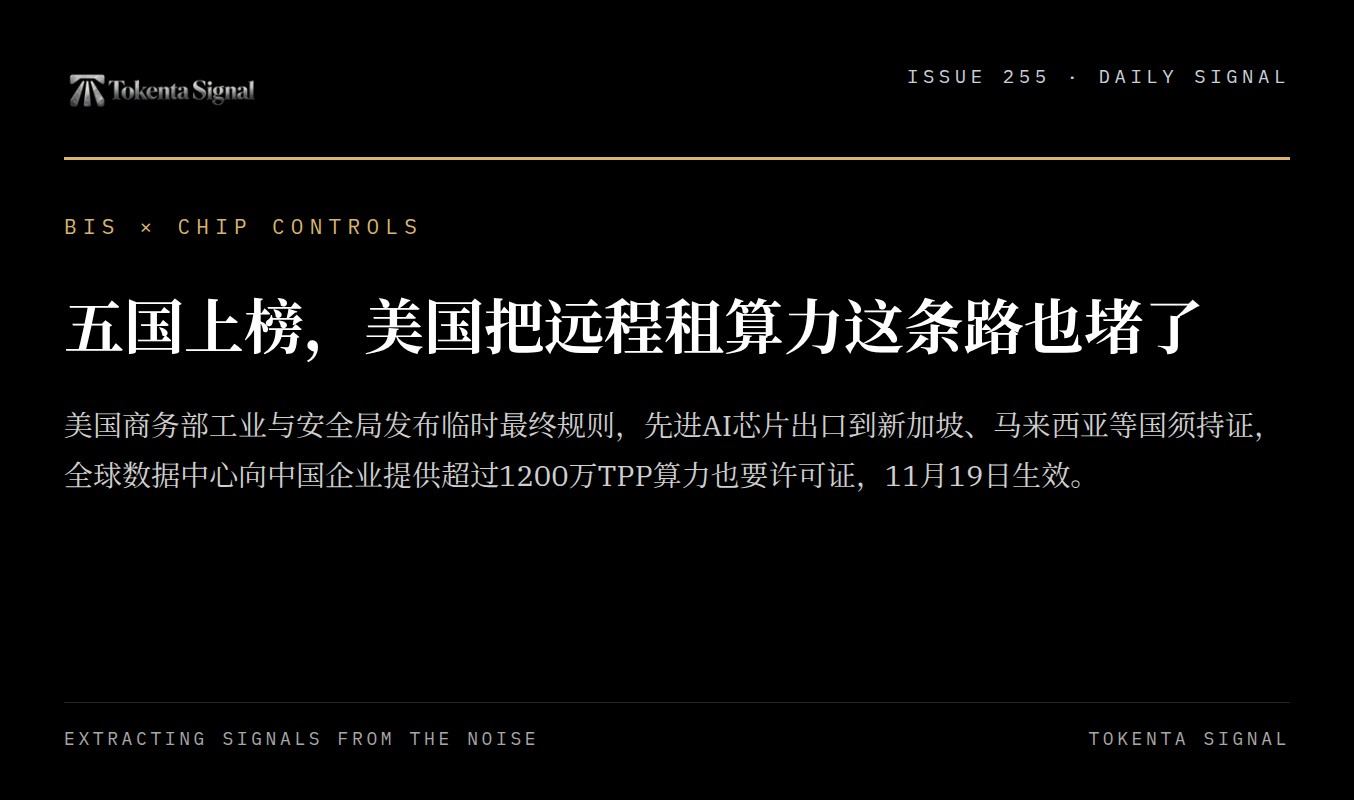 Tokenta Signal
ISSUE 255 · DAILY SIGNAL
BIS × CHIP CONTROLS
五国上榜，美国把远程租算力这条路也堵了
美国商务部工业与安全局发布临时最终规则，先进AI芯片出口到新加坡、马来西亚等国须持证，
全球数据中心向中国企业提供超过1200万TPP算力也要许可证，11月19日生效。
EXTRACTING SIGNALS FROM THE NOISE
TOKENTA SIGNAL